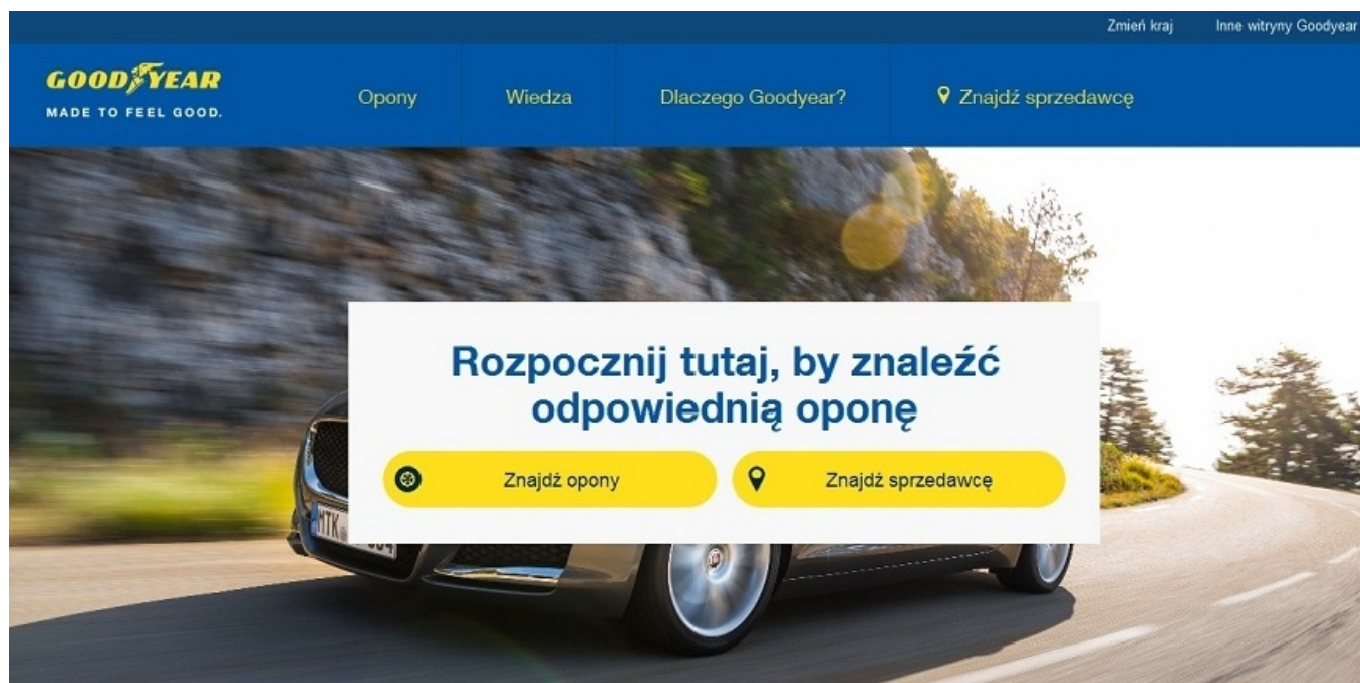 Zmień kraj Inne witryny Goodyear
GOODYEAR
MADE TO FEEL GOOD.
Opony Wiedza Dlaczego Goodyear? Znajdź sprzedawcę
Rozpocznij tutaj, by znaleźć
odpowiednią oponę
Znajdź opony Znajdź sprzedawcę